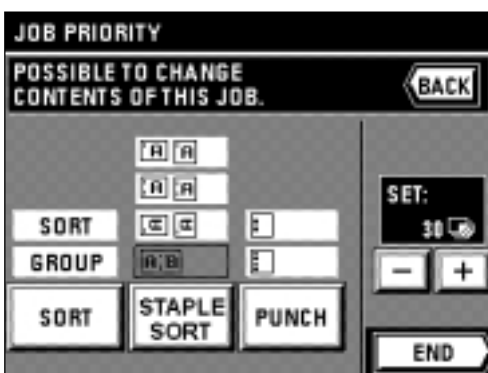 JOB PRIORITY
POSSIBLE TO CHANGE
CONTENTS OF THIS JOB.
BACK
A A
A A
SORT
A A
GROUP
A B
SORT
STAPLE
SORT
PUNCH
SET:
30
−
+
END